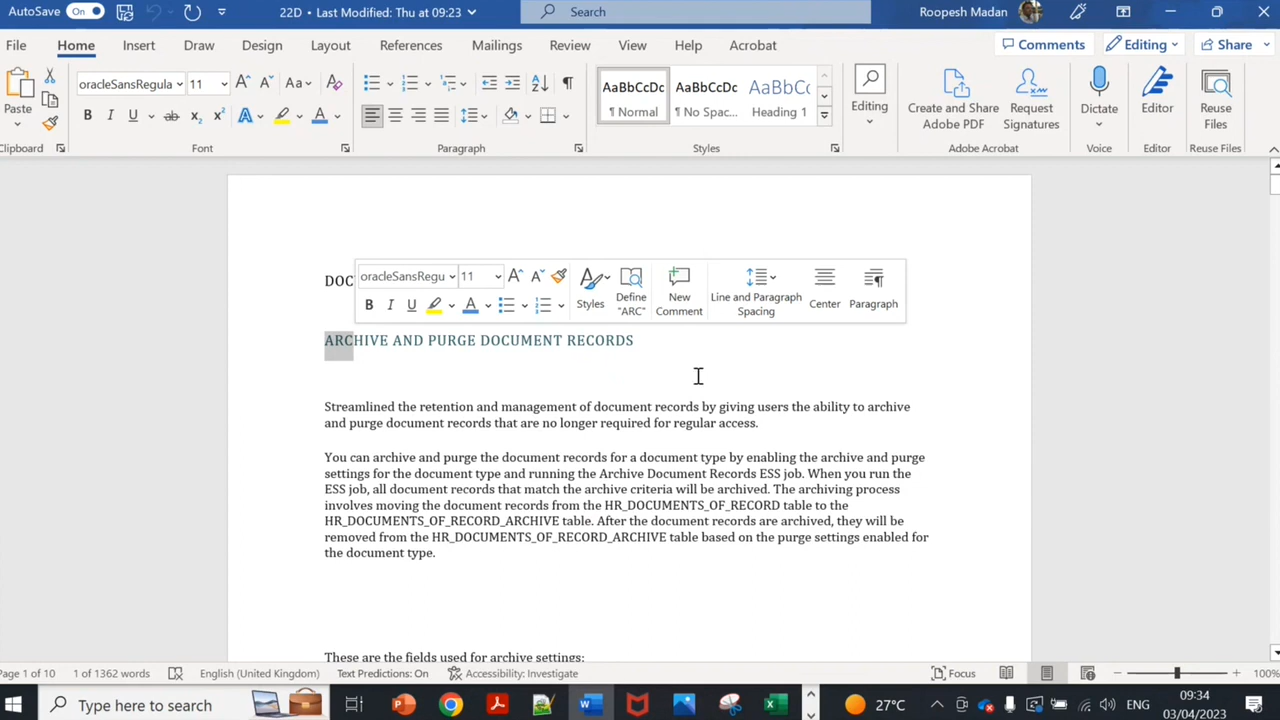 AutoSave On 22D • Last Modified: Thu at 09:23 Search Roopesh Madan
File Home Insert Draw Design Layout References Mailings Review View Help Acrobat Comments Editing Share
Paste oracleSansRegula 11 Aa AaBbCcDc AaBbCcDc AaBbCc Editing Create and Share Adobe PDF Request Signatures Dictate Editor Reuse Files
B I U ab x₂ x² A A ¶ Normal ¶ No Spac... Heading 1
Clipboard Font Paragraph Styles Adobe Acrobat Voice Editor Reuse Files
oracleSansRegu 11 A A
B I U A Styles Define "ARC" New Comment Line and Paragraph Spacing Center Paragraph
DOC
ARCHIVE AND PURGE DOCUMENT RECORDS
Streamlined the retention and management of document records by giving users the ability to archive
and purge document records that are no longer required for regular access.
You can archive and purge the document records for a document type by enabling the archive and purge
settings for the document type and running the Archive Document Records ESS job. When you run the
ESS job, all document records that match the archive criteria will be archived. The archiving process
involves moving the document records from the HR_DOCUMENTS_OF_RECORD table to the
HR_DOCUMENTS_OF_RECORD_ARCHIVE table. After the document records are archived, they will be
removed from the HR_DOCUMENTS_OF_RECORD_ARCHIVE table based on the purge settings enabled for
the document type.
These are the fields used for archive settings:
Page 1 of 10 1 of 1362 words English (United Kingdom) Text Predictions: On Accessibility: Investigate Focus 100%
Type here to search 27°C ENG 09:34
03/04/2023